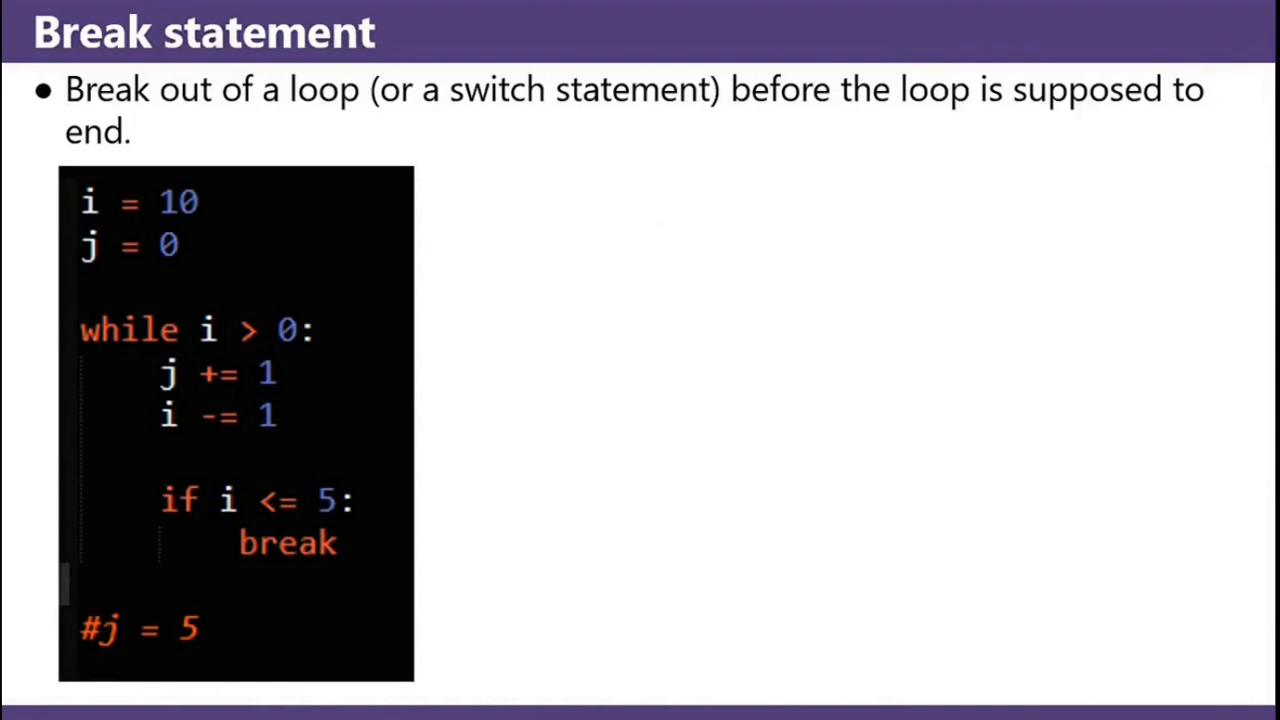 Break statement
● Break out of a loop (or a switch statement) before the loop is supposed to
end.
i = 10
j = 0
while i > 0:
j += 1
i -= 1
if i <= 5:
break
#j = 5